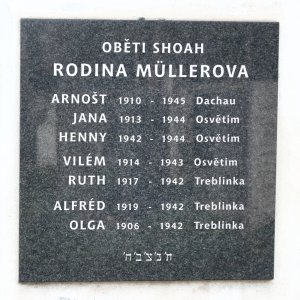 OBĚTI SHOAH
RODINA MÜLLEROVA
ARNOŠT 1910 - 1945 Dachau
JANA 1913 - 1944 Osvětim
HENNY 1942 - 1944 Osvětim
VILÉM 1914 - 1943 Osvětim
RUTH 1917 - 1942 Treblinka
ALFRÉD 1919 - 1942 Treblinka
OLGA 1906 - 1942 Treblinka
ת'נ'צ'ב'ה'